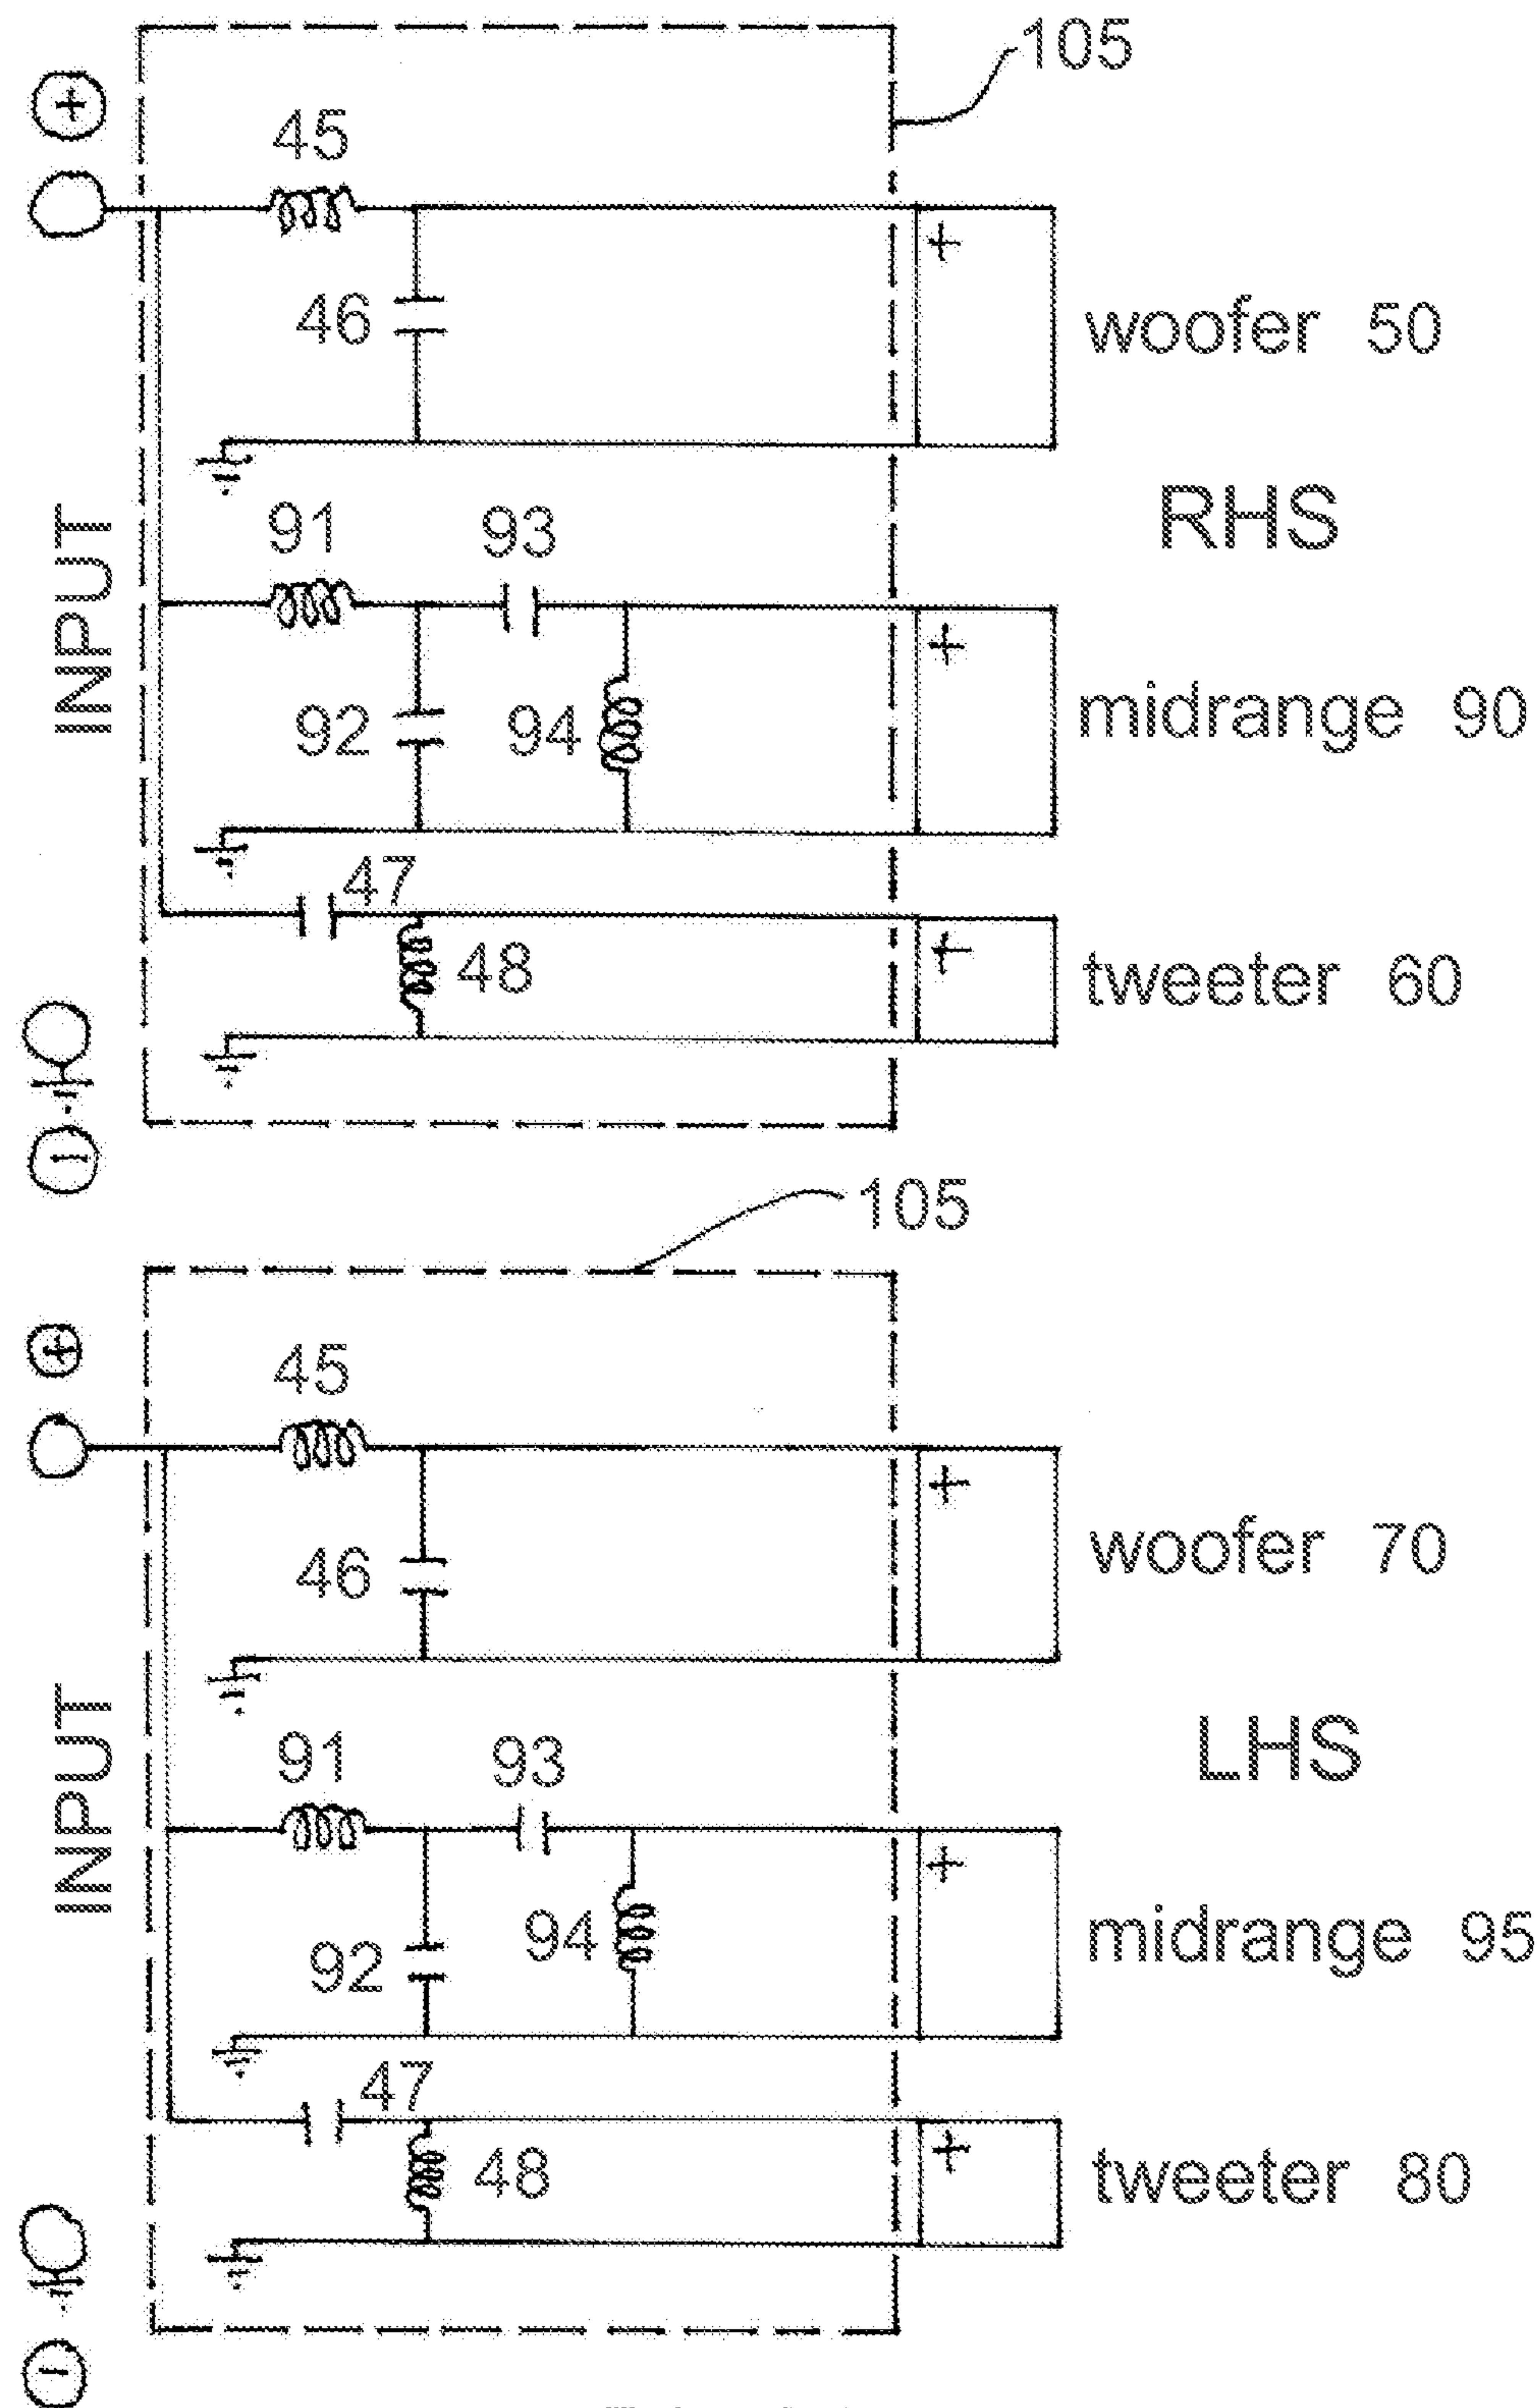 105
+
45
+
46
woofer 50
RHS
INPUT
91
93
+
92
94
midrange 90
47
+
48
tweeter 60
-
105
+
45
+
46
woofer 70
LHS
INPUT
91
93
+
92
94
midrange 95
47
+
48
tweeter 80
-